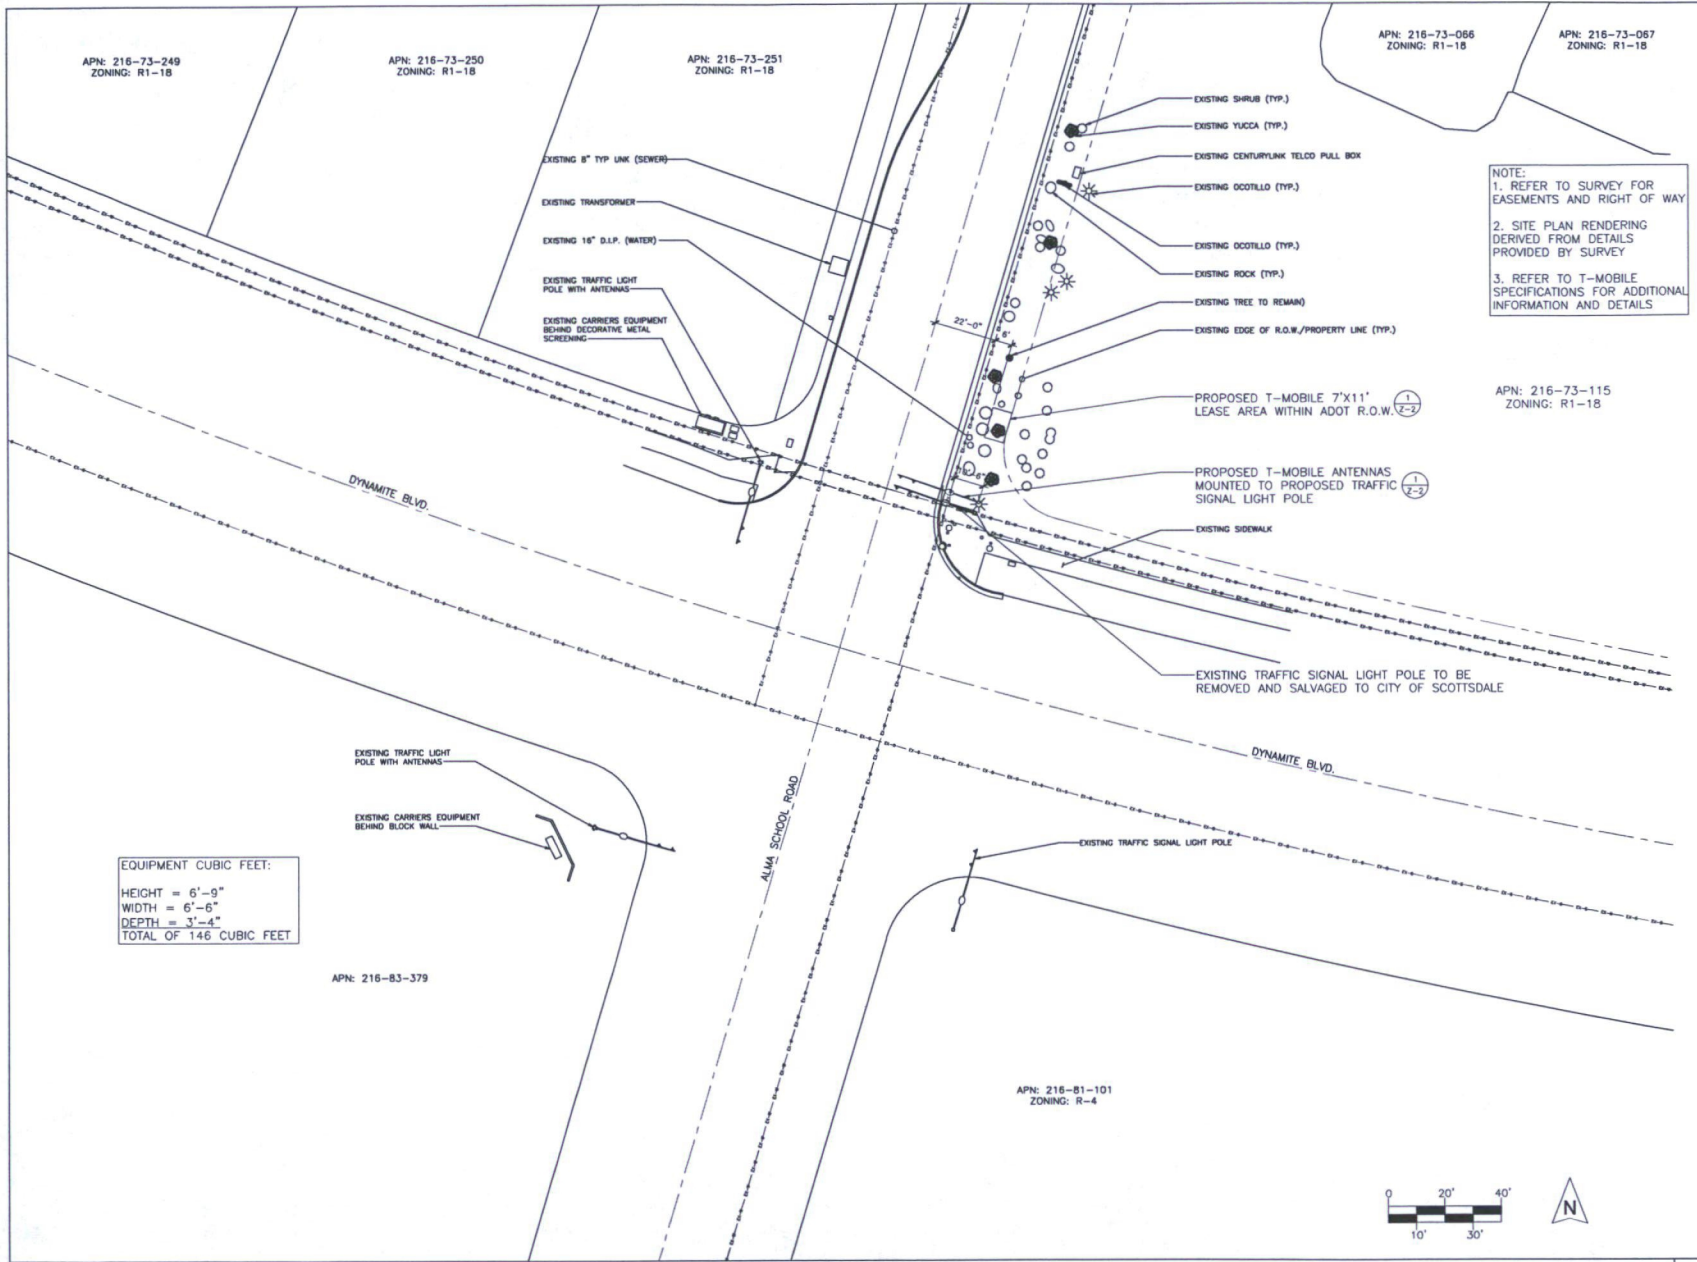 APN: 216-73-249
ZONING: R1-18
APN: 216-73-250
ZONING: R1-18
APN: 216-73-251
ZONING: R1-18
APN: 216-73-066
ZONING: R1-18
APN: 216-73-067
ZONING: R1-18
EXISTING 8" TYP UNK (SEWER)
EXISTING TRANSFORMER
EXISTING 16" D.I.P. (WATER)
EXISTING TRAFFIC LIGHT
POLE WITH ANTENNAS
EXISTING CARRIERS EQUIPMENT
BEHIND DECORATIVE METAL
SCREENING
EXISTING SHRUB (TYP.)
EXISTING YUCCA (TYP.)
EXISTING CENTURYLINK TELCO PULL BOX
EXISTING OCOTILLO (TYP.)
EXISTING OCOTILLO (TYP.)
EXISTING ROCK (TYP.)
EXISTING TREE TO REMAIN)
EXISTING EDGE OF R.O.W./PROPERTY LINE (TYP.)
22'-0"
6'
NOTE:
1. REFER TO SURVEY FOR
EASEMENTS AND RIGHT OF WAY
2. SITE PLAN RENDERING
DERIVED FROM DETAILS
PROVIDED BY SURVEY
3. REFER TO T-MOBILE
SPECIFICATIONS FOR ADDITIONAL
INFORMATION AND DETAILS
APN: 216-73-115
ZONING: R1-18
PROPOSED T-MOBILE 7'X11'
LEASE AREA WITHIN ADOT R.O.W.
1
Z-2
PROPOSED T-MOBILE ANTENNAS
MOUNTED TO PROPOSED TRAFFIC
SIGNAL LIGHT POLE
1
Z-2
EXISTING SIDEWALK
DYNAMITE BLVD.
EXISTING TRAFFIC SIGNAL LIGHT POLE TO BE
REMOVED AND SALVAGED TO CITY OF SCOTTSDALE
DYNAMITE BLVD.
ALMA SCHOOL ROAD
EXISTING TRAFFIC LIGHT
POLE WITH ANTENNAS
EXISTING CARRIERS EQUIPMENT
BEHIND BLOCK WALL
EXISTING TRAFFIC SIGNAL LIGHT POLE
EQUIPMENT CUBIC FEET:
HEIGHT = 6'-9"
WIDTH = 6'-6"
DEPTH = 3'-4"
TOTAL OF 146 CUBIC FEET
APN: 216-83-379
APN: 216-81-101
ZONING: R-4
0 20' 40'
10' 30'
N